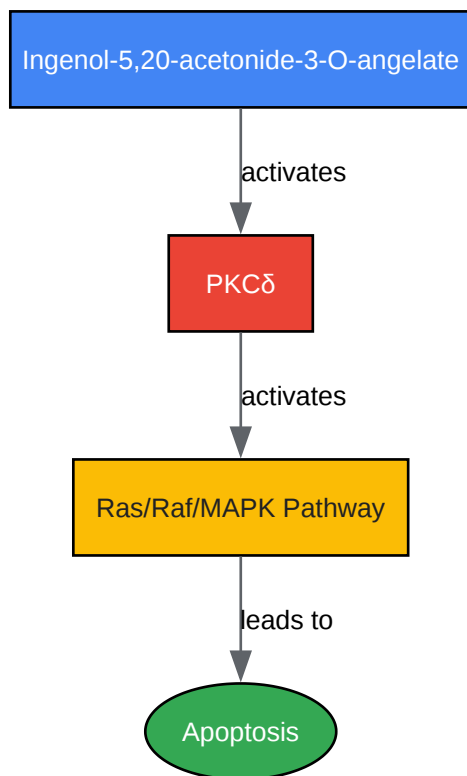 Ingenol-5,20-acetonide-3-O-angelate
activates
PKCδ
activates
Ras/Raf/MAPK Pathway
leads to
Apoptosis